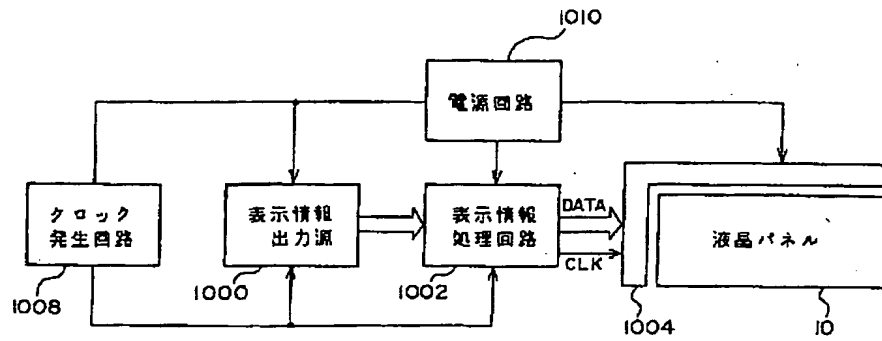 1010
電源回路
クロック
発生回路
表示情報
出力源
表示情報
処理回路
DATA
CLK
液晶パネル
1008
1000
1002
1004
10